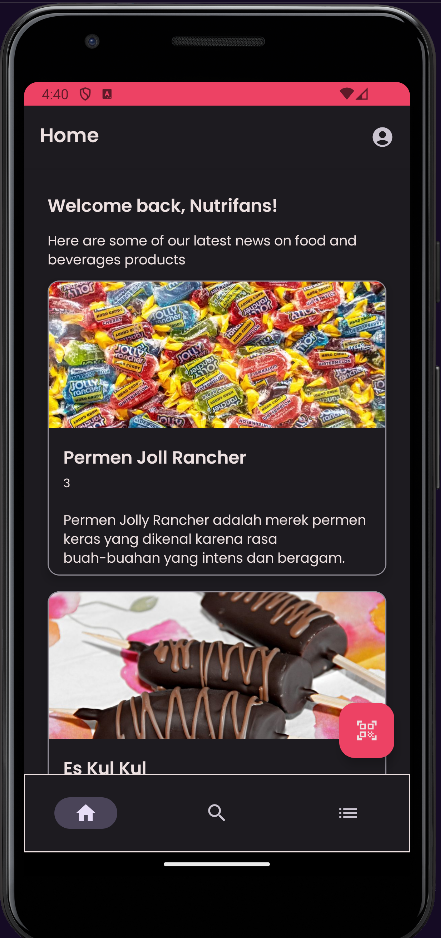 4:40
Home
Welcome back, Nutrifans!
Here are some of our latest news on food and
beverages products
JOLLY
RANCHER
Permen Joll Rancher
3
Permen Jolly Rancher adalah merek permen
keras yang dikenal karena rasa
buah-buahan yang intens dan beragam.
Es Kul Kul